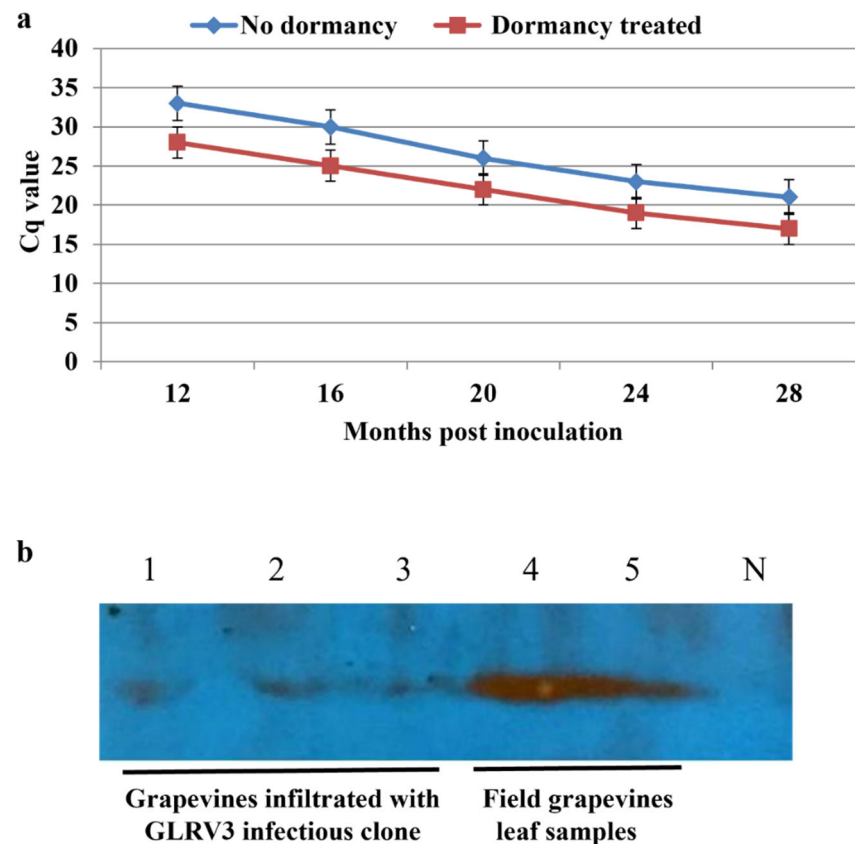 a
No dormancy Dormancy treated
40
35
30
25
20
15
10
5
0
Cq value
12 16 20 24 28
Months post inoculation
b
1 2 3 4 5 N
Grapevines infiltrated with
GLRV3 infectious clone
Field grapevines
leaf samples